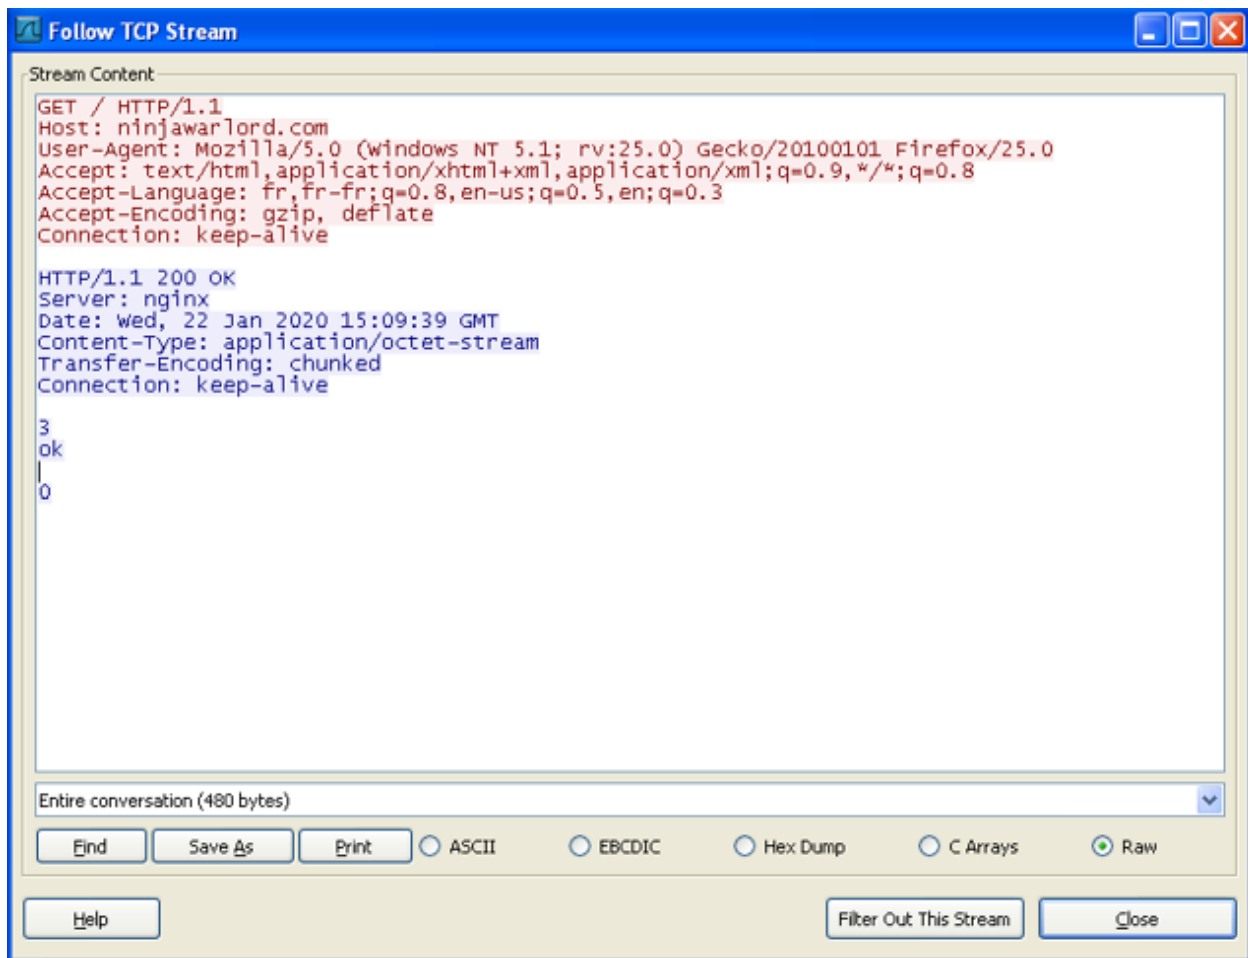 Follow TCP Stream
Stream Content
GET / HTTP/1.1
Host: ninjawarlord.com
User-Agent: Mozilla/5.0 (Windows NT 5.1; rv:25.0) Gecko/20100101 Firefox/25.0
Accept: text/html,application/xhtml+xml,application/xml;q=0.9,*/*;q=0.8
Accept-Language: fr,fr-fr;q=0.8,en-us;q=0.5,en;q=0.3
Accept-Encoding: gzip, deflate
Connection: keep-alive
HTTP/1.1 200 OK
Server: nginx
Date: Wed, 22 Jan 2020 15:09:39 GMT
Content-Type: application/octet-stream
Transfer-Encoding: chunked
Connection: keep-alive
3
ok
0
Entire conversation (480 bytes)
Find Save As Print ASCII EBCDIC Hex Dump C Arrays Raw
Help Filter Out This Stream Close